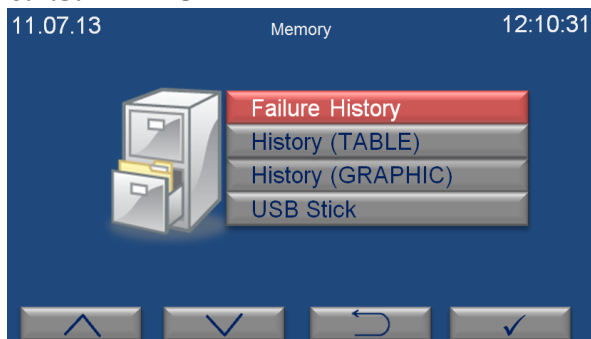 11.07.13 Memory 12:10:31
Failure History
History (TABLE)
History (GRAPHIC)
USB Stick